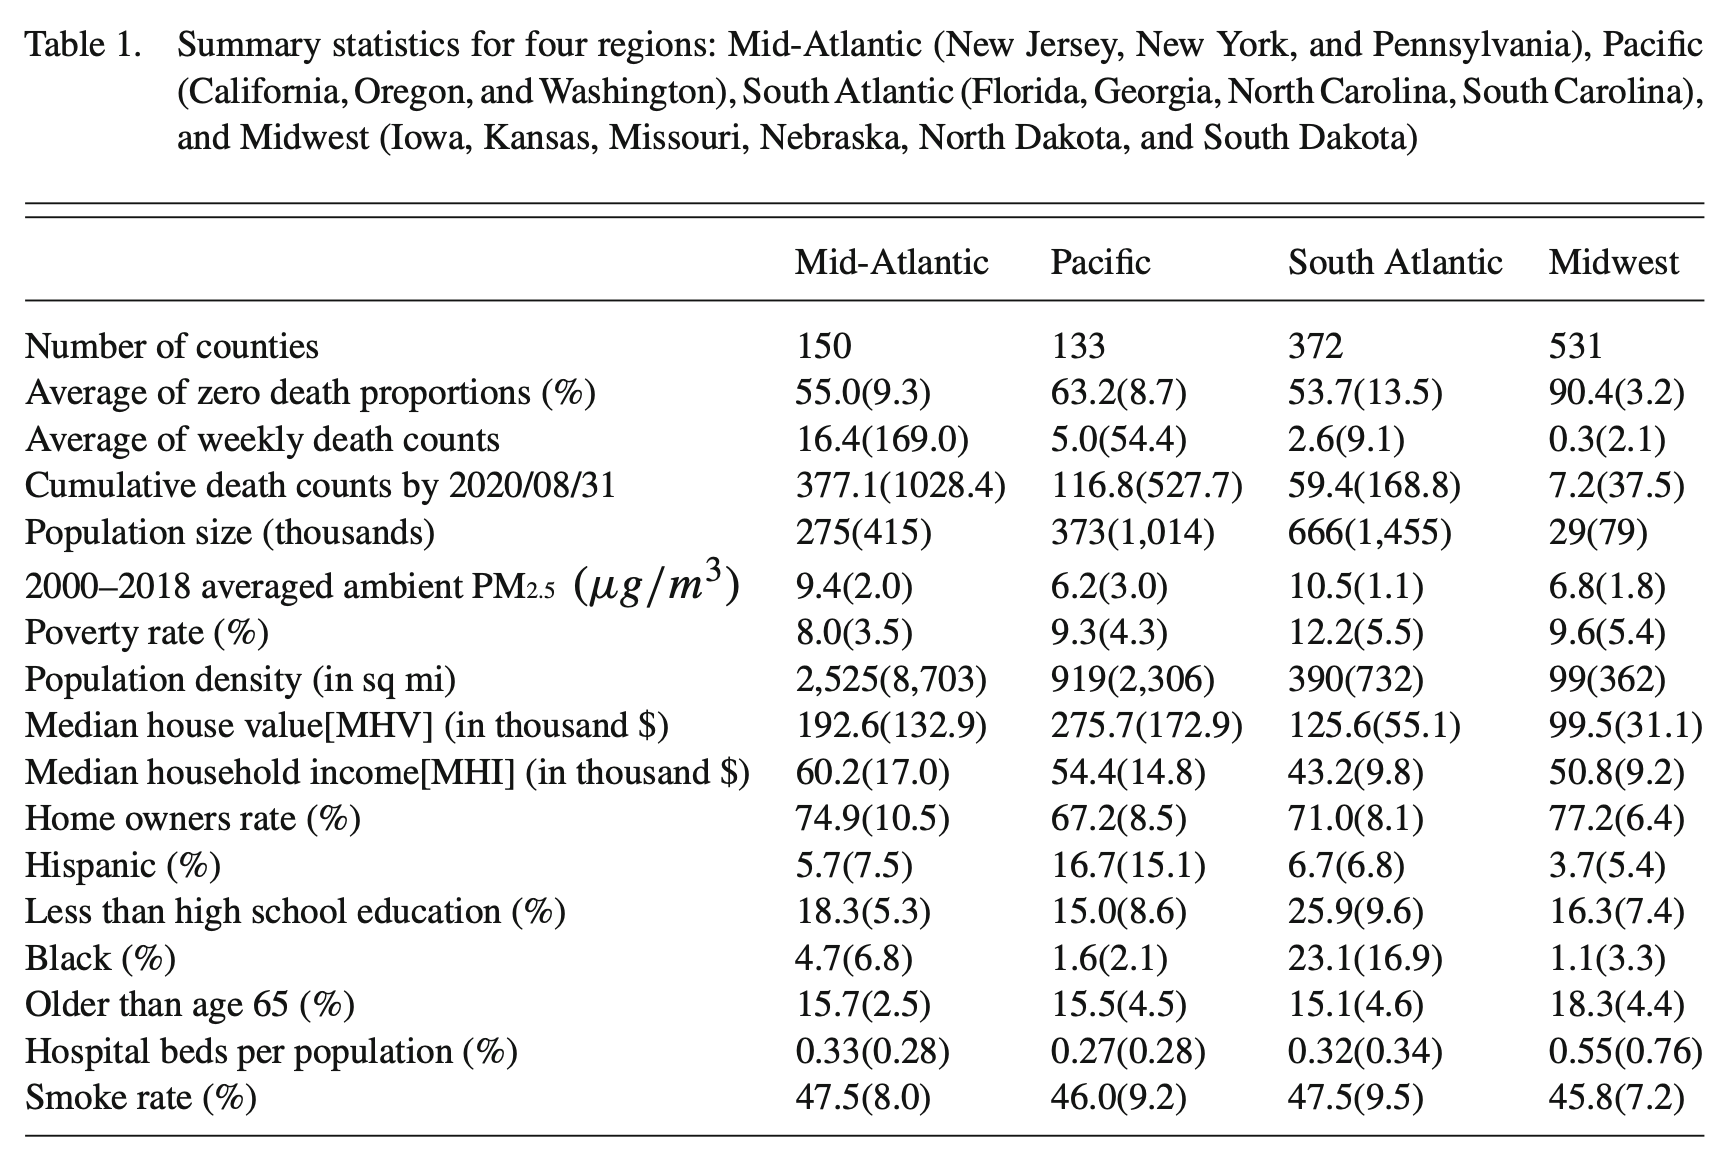 Table 1. Summary statistics for four regions: Mid-Atlantic (New Jersey, New York, and Pennsylvania), Pacific
(California, Oregon, and Washington), South Atlantic (Florida, Georgia, North Carolina, South Carolina),
and Midwest (Iowa, Kansas, Missouri, Nebraska, North Dakota, and South Dakota)
Mid-Atlantic Pacific South Atlantic Midwest
Number of counties 150 133 372 531
Average of zero death proportions (%) 55.0(9.3) 63.2(8.7) 53.7(13.5) 90.4(3.2)
Average of weekly death counts 16.4(169.0) 5.0(54.4) 2.6(9.1) 0.3(2.1)
Cumulative death counts by 2020/08/31 377.1(1028.4) 116.8(527.7) 59.4(168.8) 7.2(37.5)
Population size (thousands) 275(415) 373(1,014) 666(1,455) 29(79)
2000–2018 averaged ambient PM2.5 (μg/m³) 9.4(2.0) 6.2(3.0) 10.5(1.1) 6.8(1.8)
Poverty rate (%) 8.0(3.5) 9.3(4.3) 12.2(5.5) 9.6(5.4)
Population density (in sq mi) 2,525(8,703) 919(2,306) 390(732) 99(362)
Median house value[MHV] (in thousand $) 192.6(132.9) 275.7(172.9) 125.6(55.1) 99.5(31.1)
Median household income[MHI] (in thousand $) 60.2(17.0) 54.4(14.8) 43.2(9.8) 50.8(9.2)
Home owners rate (%) 74.9(10.5) 67.2(8.5) 71.0(8.1) 77.2(6.4)
Hispanic (%) 5.7(7.5) 16.7(15.1) 6.7(6.8) 3.7(5.4)
Less than high school education (%) 18.3(5.3) 15.0(8.6) 25.9(9.6) 16.3(7.4)
Black (%) 4.7(6.8) 1.6(2.1) 23.1(16.9) 1.1(3.3)
Older than age 65 (%) 15.7(2.5) 15.5(4.5) 15.1(4.6) 18.3(4.4)
Hospital beds per population (%) 0.33(0.28) 0.27(0.28) 0.32(0.34) 0.55(0.76)
Smoke rate (%) 47.5(8.0) 46.0(9.2) 47.5(9.5) 45.8(7.2)